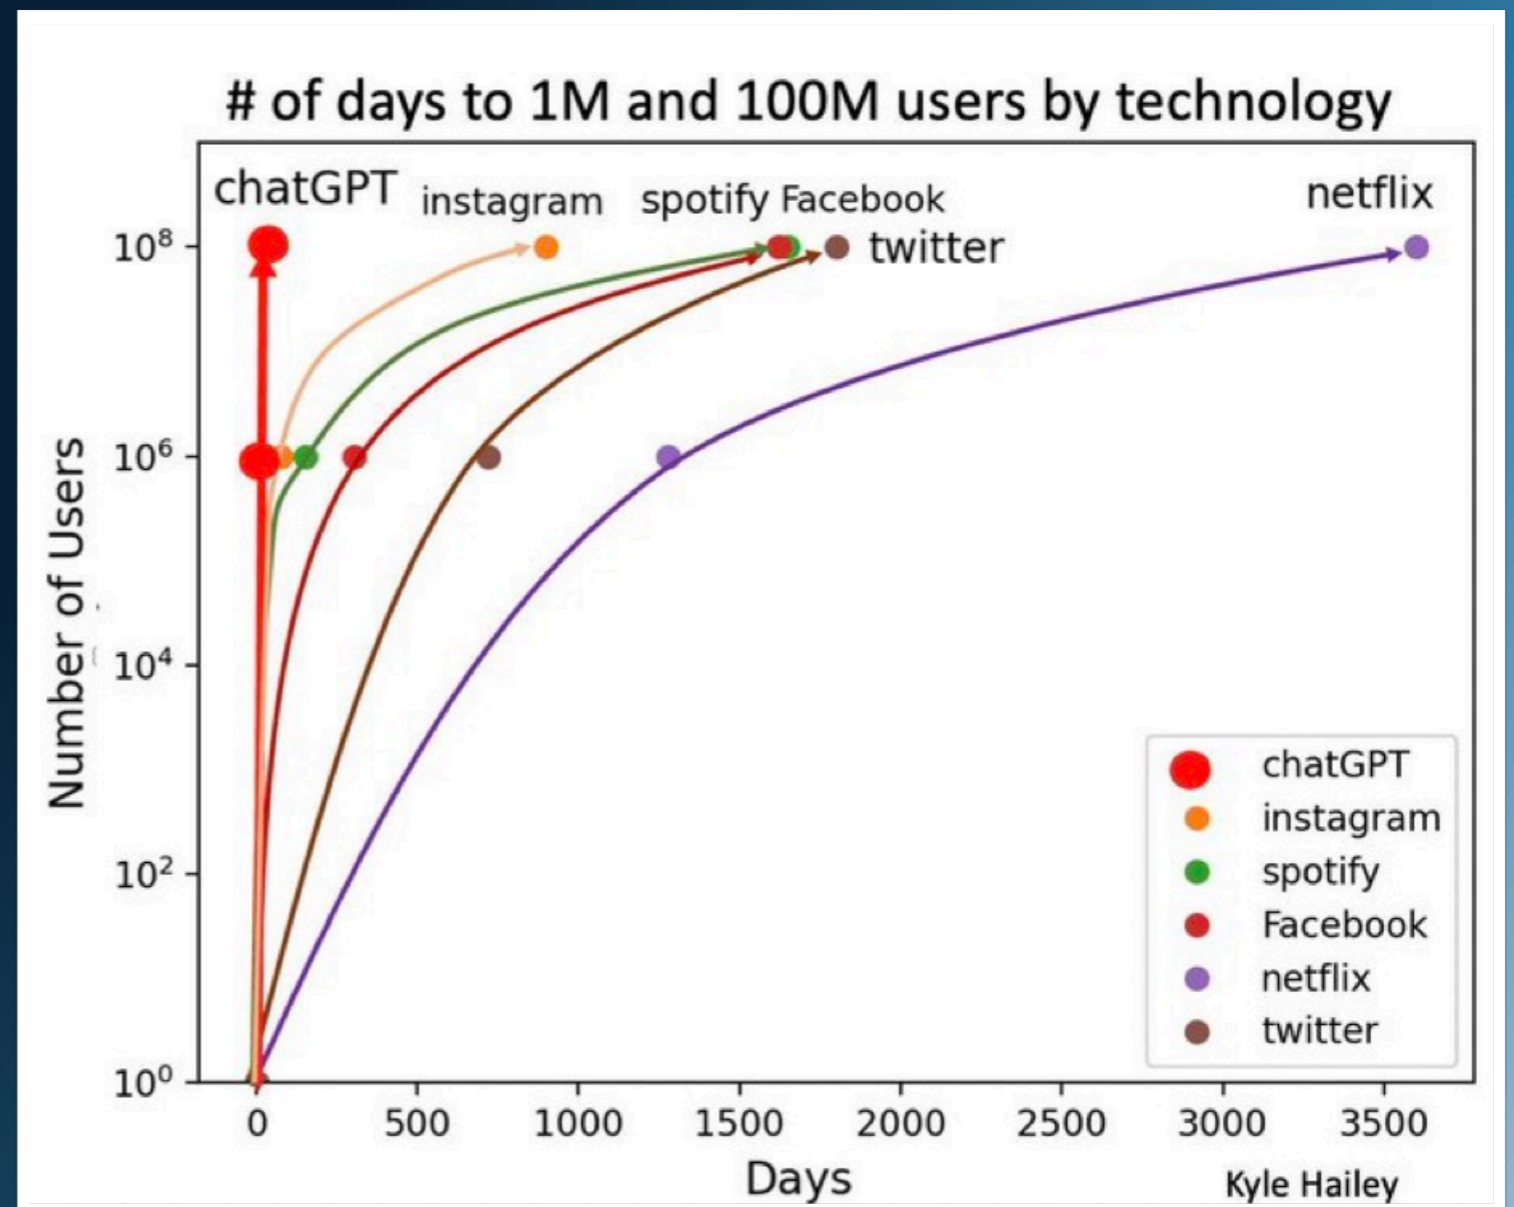 # of days to 1M and 100M users by technology
chatGPT
instagram
spotify
Facebook
netflix
twitter
10⁸
10⁶
10⁴
10²
10⁰
Number of Users
0
500
1000
1500
2000
2500
3000
3500
Days
chatGPT
instagram
spotify
Facebook
netflix
twitter
Kyle Hailey